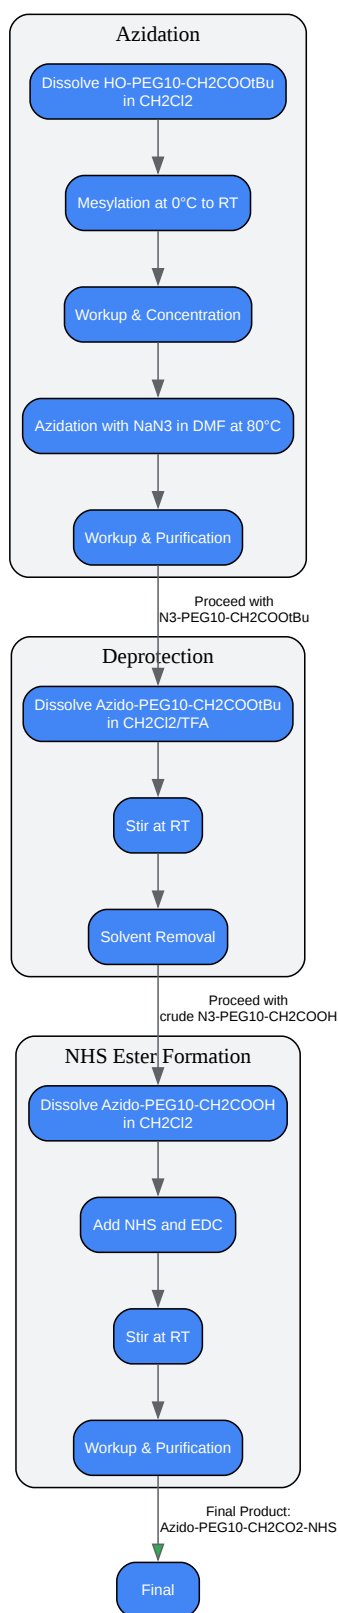 Azidation
Dissolve HO-PEG10-CH2COOtBu
in CH2Cl2
Mesylation at 0°C to RT
Workup & Concentration
Azidation with NaN3 in DMF at 80°C
Workup & Purification
Proceed with
N3-PEG10-CH2COOtBu
Deprotection
Dissolve Azido-PEG10-CH2COOtBu
in CH2Cl2/TFA
Stir at RT
Solvent Removal
Proceed with
crude N3-PEG10-CH2COOH
NHS Ester Formation
Dissolve Azido-PEG10-CH2COOH
in CH2Cl2
Add NHS and EDC
Stir at RT
Workup & Purification
Final Product:
Azido-PEG10-CH2CO2-NHS
Final